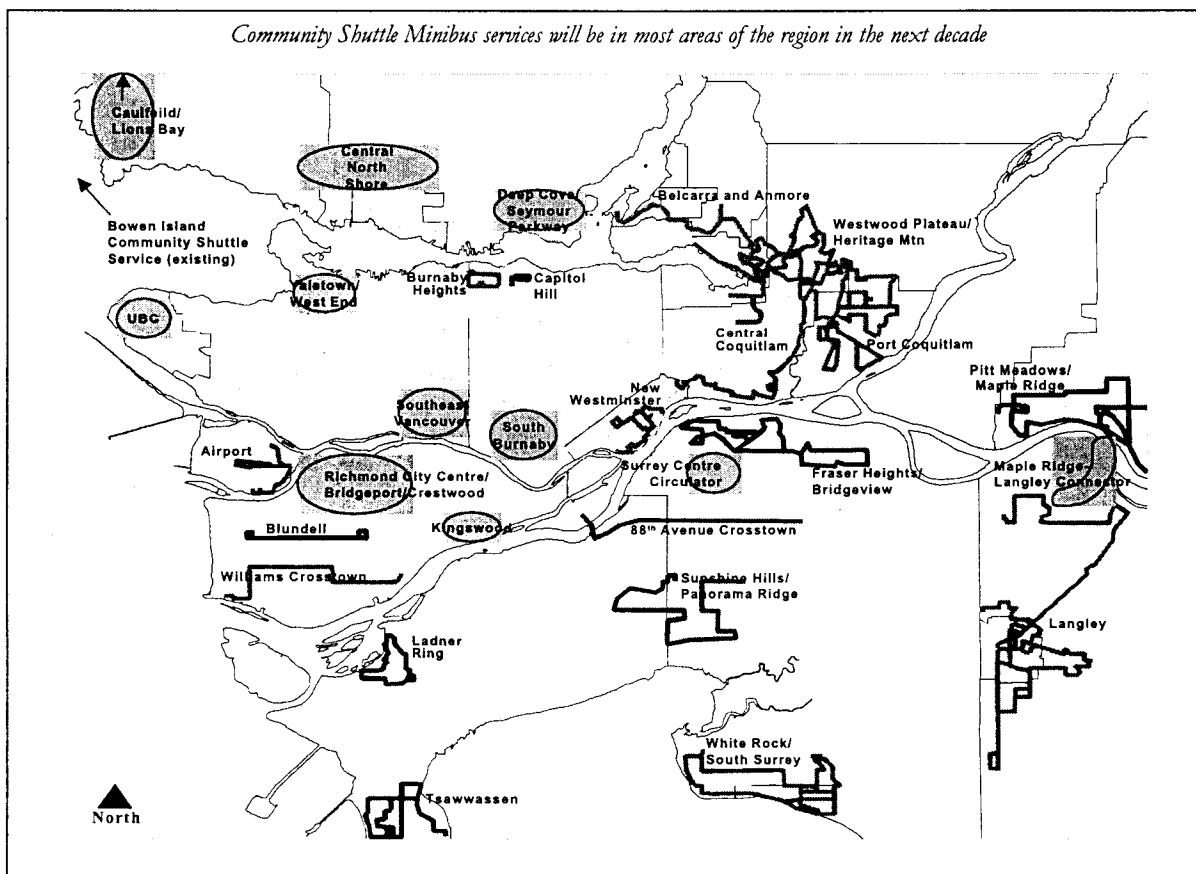 Community Shuttle Minibus services will be in most areas of the region in the next decade
Caulfeild/
Lions Bay
Central
North
Shore
Deep Cove
Seymour
Parkway
Belcarra and Anmore
Bowen Island
Community Shuttle
Service (existing)
Westwood Plateau/
Heritage Mtn
Yaletown/
West End
Burnaby
Heights
Capitol
Hill
UBC
Central
Coquitlam
Port Coquitlam
Pitt Meadows/
Maple Ridge
New
Westminster
Southeast
Vancouver
South
Burnaby
Airport
Richmond City Centre/
Bridgeport/Crestwood
Surrey Centre
Circulator
Fraser Heights/
Bridgeview
Maple Ridge-
Langley Connector
Blundell
Kingswood
88th Avenue Crosstown
Williams Crosstown
Sunshine Hills/
Panorama Ridge
Ladner
Ring
Langley
White Rock/
South Surrey
Tsawwassen
North